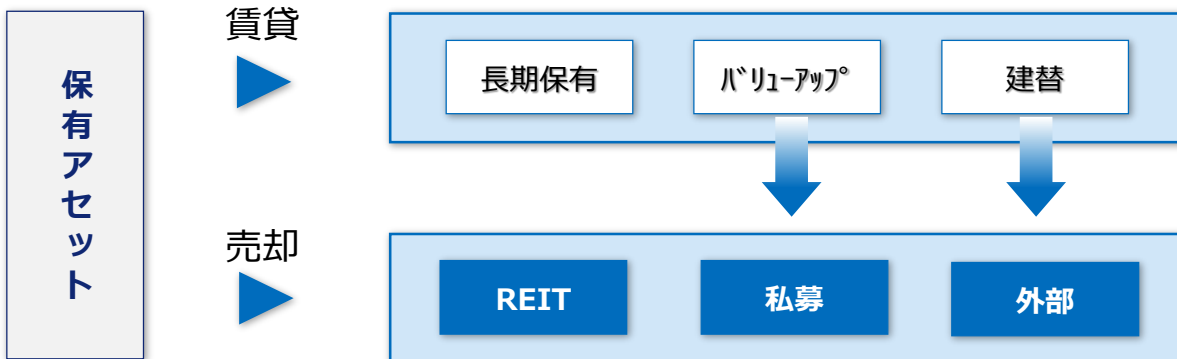 保有アセット
賃貸
長期保有
ﾊﾞﾘｭｰｱｯﾌﾟ
建替
売却
REIT
私募
外部